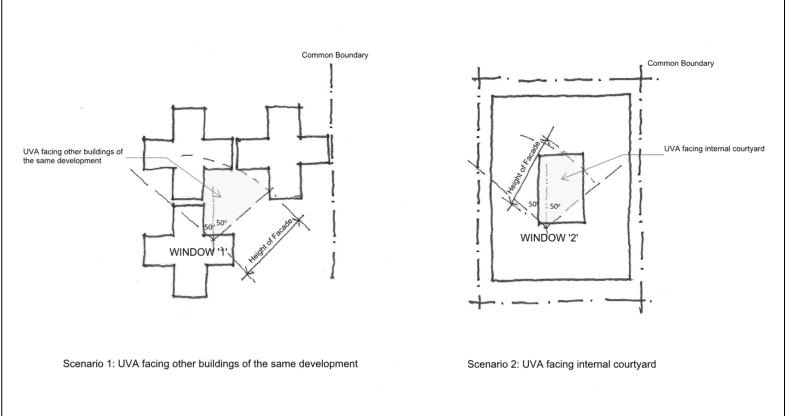 Common Boundary
UVA facing other buildings of
the same development
50°
50°
WINDOW '1'
Height of Facade
Scenario 1: UVA facing other buildings of the same development
Common Boundary
UVA facing internal courtyard
Height of Facade
50°
50°
WINDOW '2'
Scenario 2: UVA facing internal courtyard